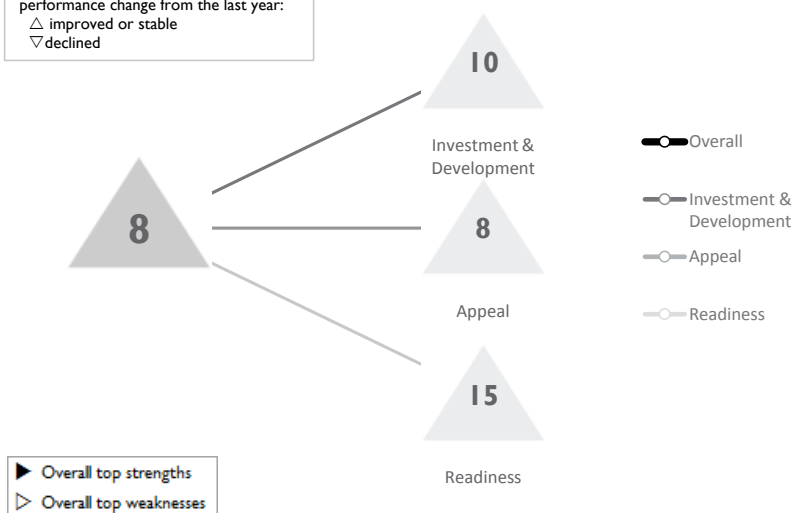 performance change from the last year:
△ improved or stable
▽ declined
10
Investment &
Development
8
8
Appeal
15
Readiness
Overall
Investment &
Development
Appeal
Readiness
▶ Overall top strengths
▷ Overall top weaknesses